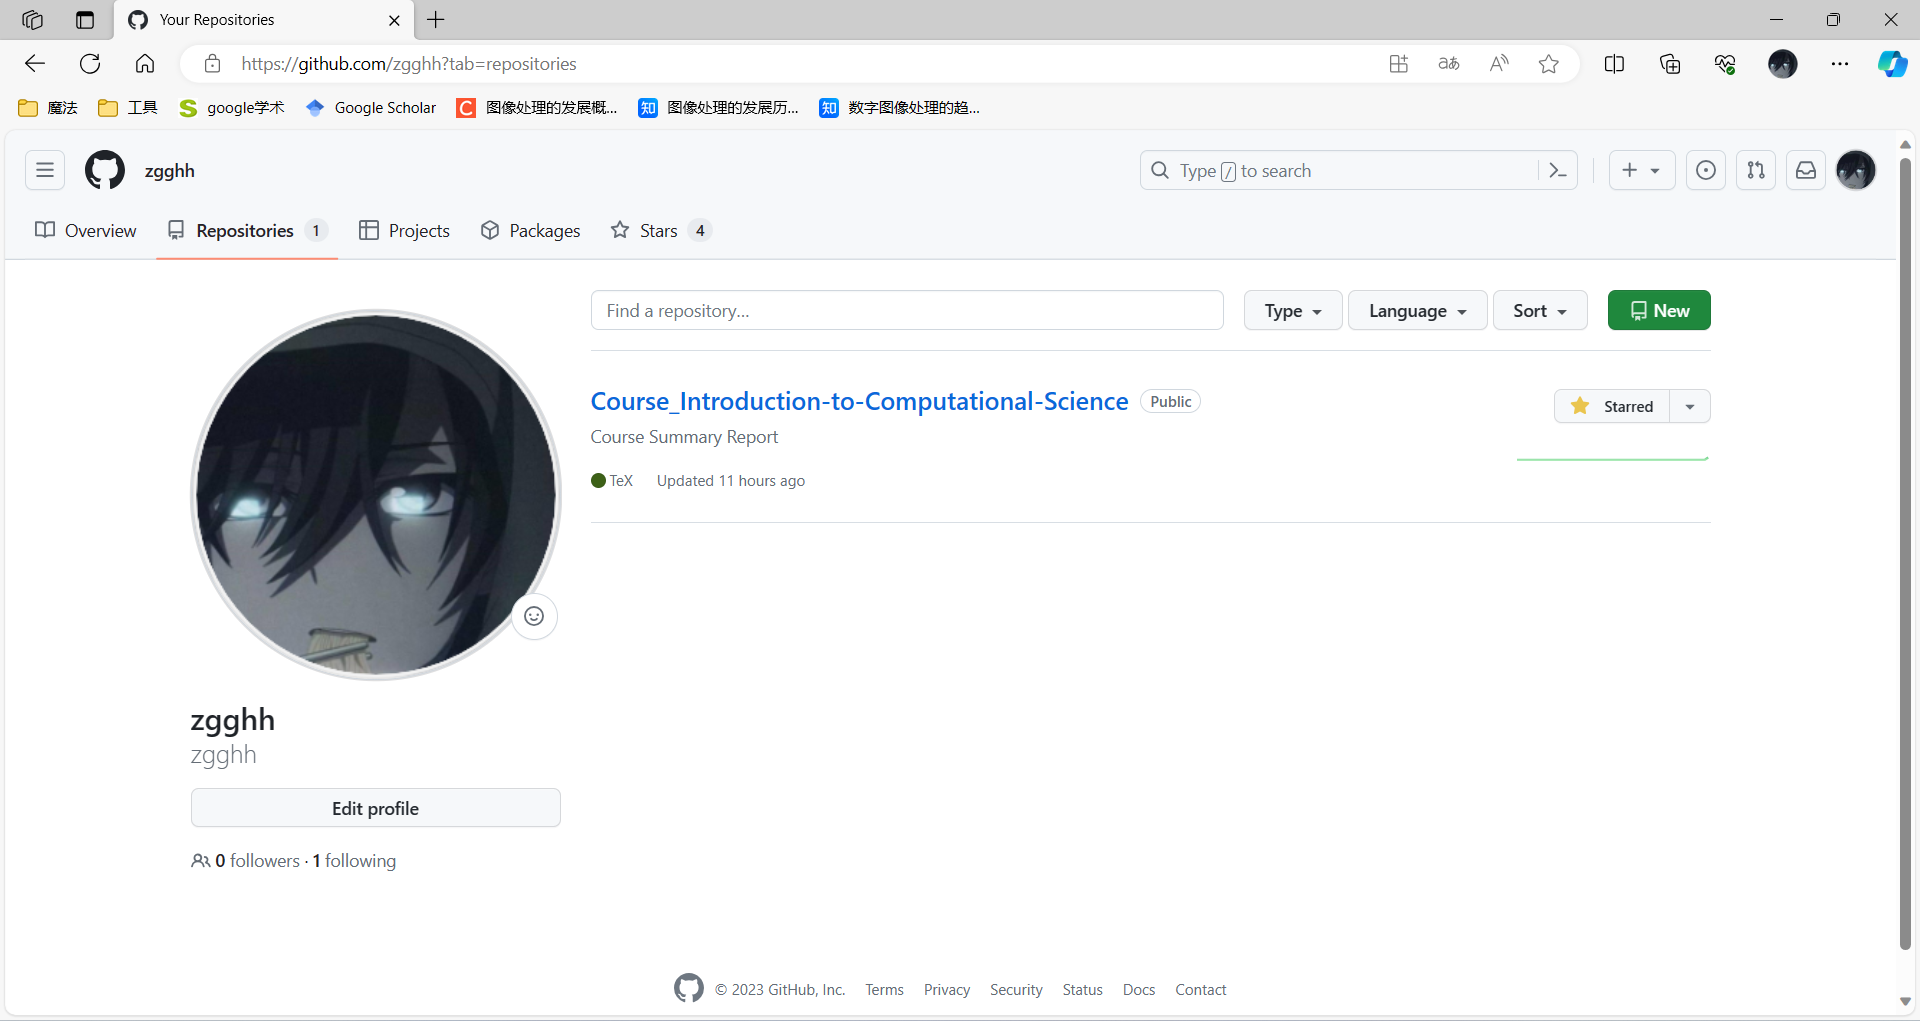 Your Repositories
https://github.com/zgghh?tab=repositories
魔法 工具 google学术 Google Scholar 图像处理的发展概... 图像处理的发展历... 数字图像处理的趋...
zgghh
Type / to search
Overview Repositories 1 Projects Packages Stars 4
Find a repository... Type Language Sort New
Course_Introduction-to-Computational-Science Public
Starred
Course Summary Report
TeX Updated 11 hours ago
zgghh
zgghh
Edit profile
0 followers · 1 following
© 2023 GitHub, Inc. Terms Privacy Security Status Docs Contact